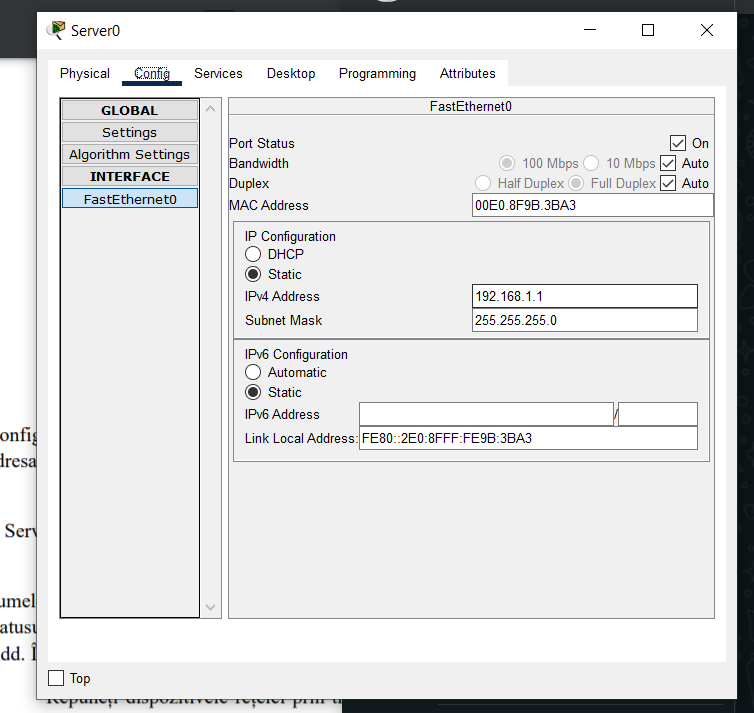 Server0
Physical Config Services Desktop Programming Attributes
GLOBAL
Settings
Algorithm Settings
INTERFACE
FastEthernet0
FastEthernet0
Port Status On
Bandwidth 100 Mbps 10 Mbps Auto
Duplex Half Duplex Full Duplex Auto
MAC Address 00E0.8F9B.3BA3
IP Configuration
DHCP
Static
IPv4 Address 192.168.1.1
Subnet Mask 255.255.255.0
IPv6 Configuration
Automatic
Static
IPv6 Address /
Link Local Address: FE80::2E0:8FFF:FE9B:3BA3
Top